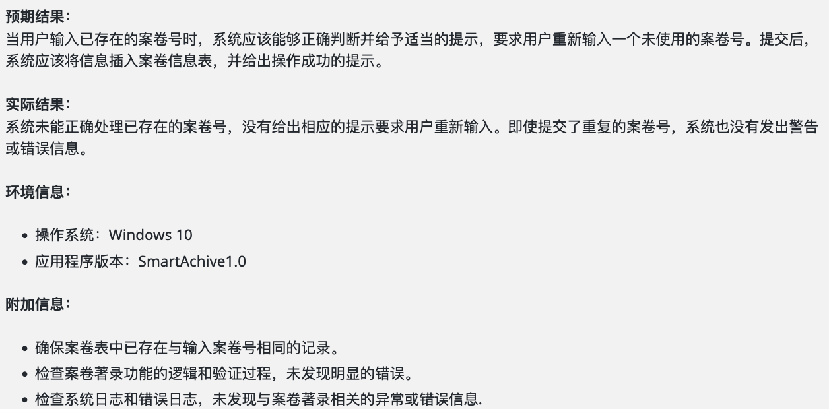 预期结果：
当用户输入已存在的案卷号时，系统应该能够正确判断并给予适当的提示，要求用户重新输入一个未使用的案卷号。提交后，
系统应该将信息插入案卷信息表，并给出操作成功的提示。
实际结果：
系统未能正确处理已存在的案卷号，没有给出相应的提示要求用户重新输入。即使提交了重复的案卷号，系统也没有发出警告
或错误信息。
环境信息：
• 操作系统：Windows 10
• 应用程序版本：SmartAchive1.0
附加信息：
• 确保案卷表中已存在与输入案卷号相同的记录。
• 检查案卷著录功能的逻辑和验证过程，未发现明显的错误。
• 检查系统日志和错误日志，未发现与案卷著录相关的异常或错误信息.